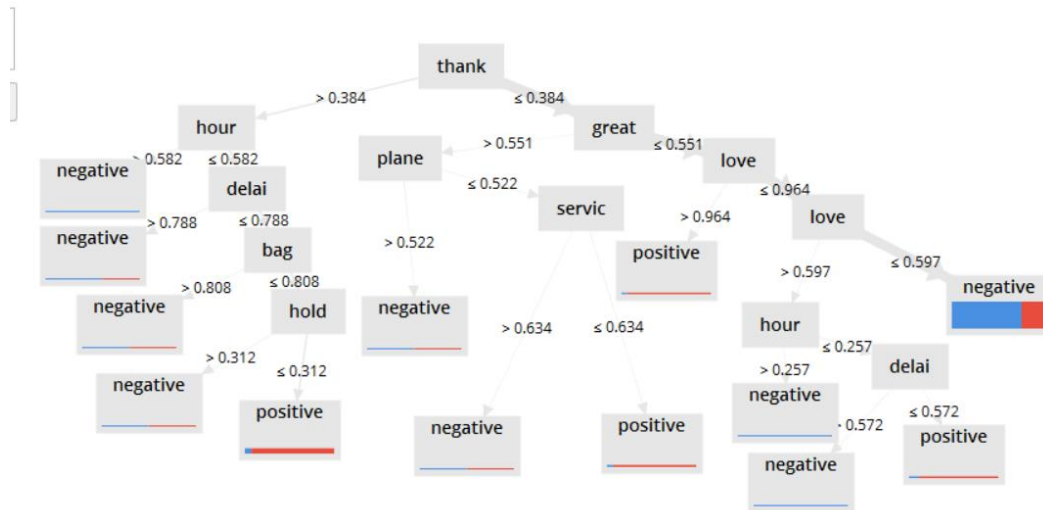 thank
> 0.384
≤ 0.384
hour
great
> 0.582
≤ 0.582
> 0.551
≤ 0.551
negative
delai
plane
love
> 0.788
≤ 0.788
≤ 0.522
≤ 0.964
negative
bag
servic
love
> 0.522
> 0.964
> 0.808
≤ 0.808
positive
> 0.597
≤ 0.597
negative
hold
negative
negative
hour
> 0.312
≤ 0.312
> 0.634
≤ 0.634
≤ 0.257
> 0.257
delai
negative
positive
negative
positive
negative
> 0.572
≤ 0.572
positive
negative